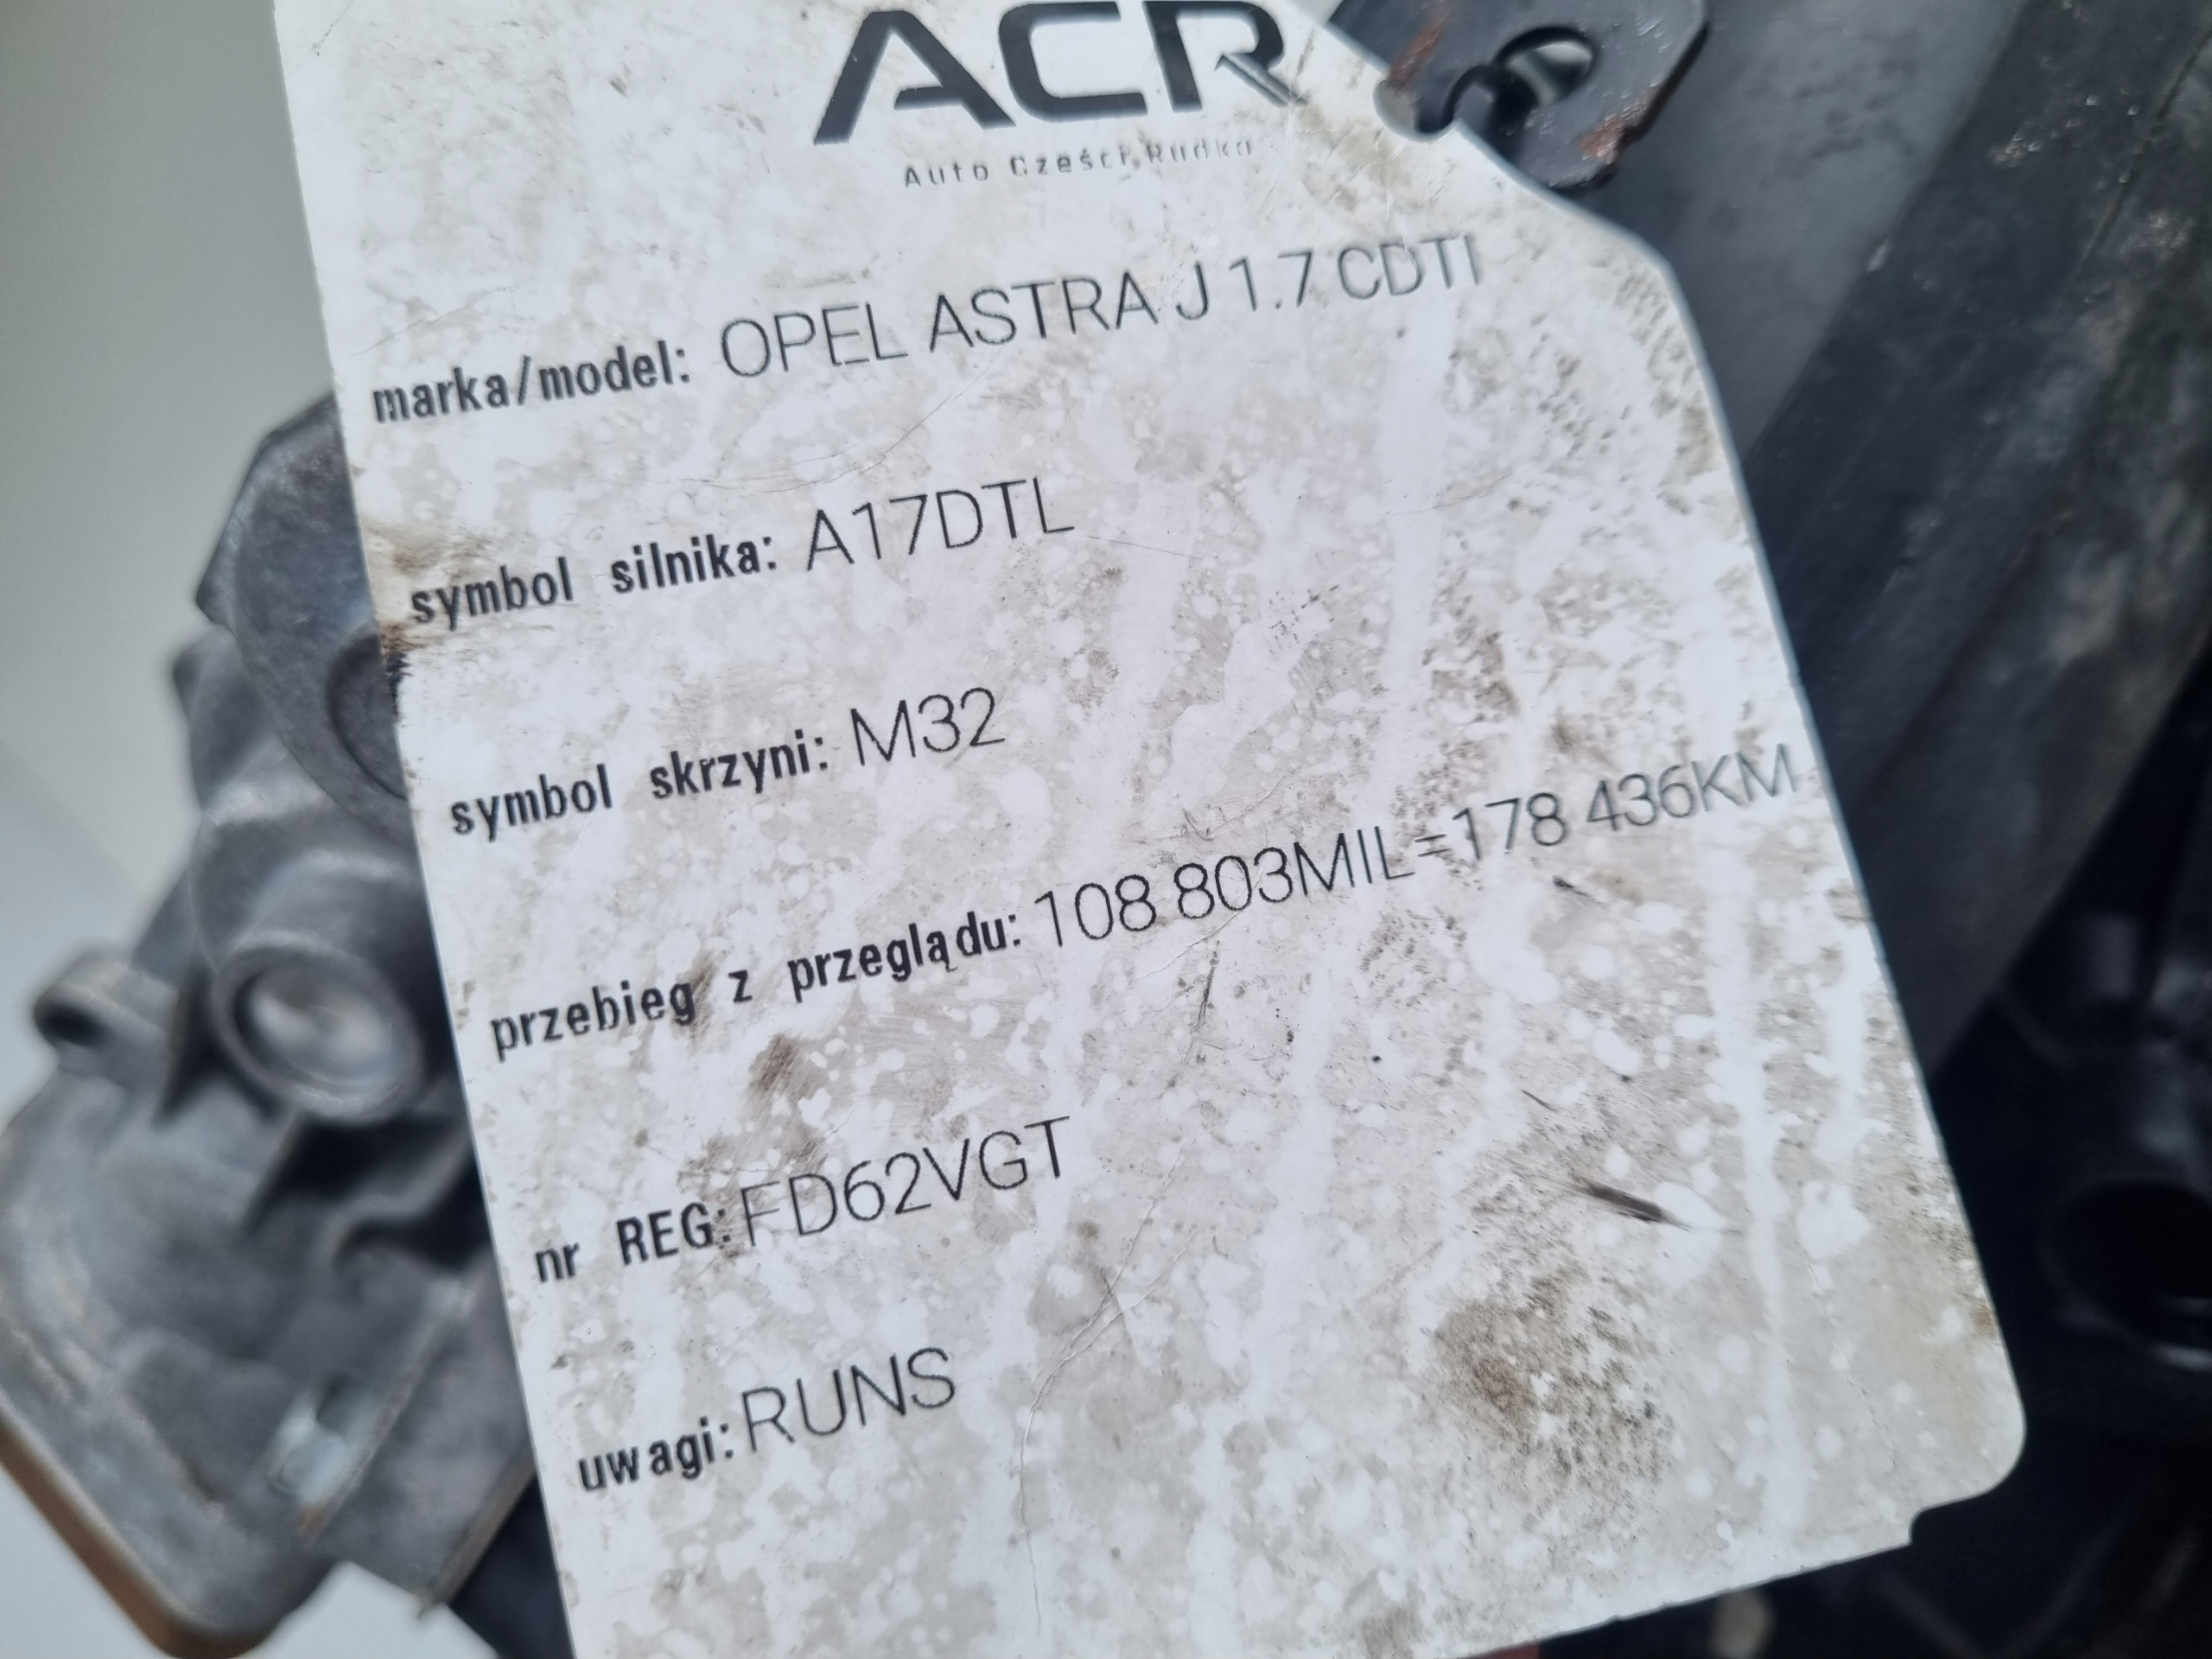 ACR
Auto Części Rudka
marka/model: OPEL ASTRA J 1.7 CDTI
symbol silnika: A17DTL
symbol skrzyni: M32
przebieg z przeglądu: 108 803MIL=178 436KM
nr REG: FD62VGT
uwagi: RUNS